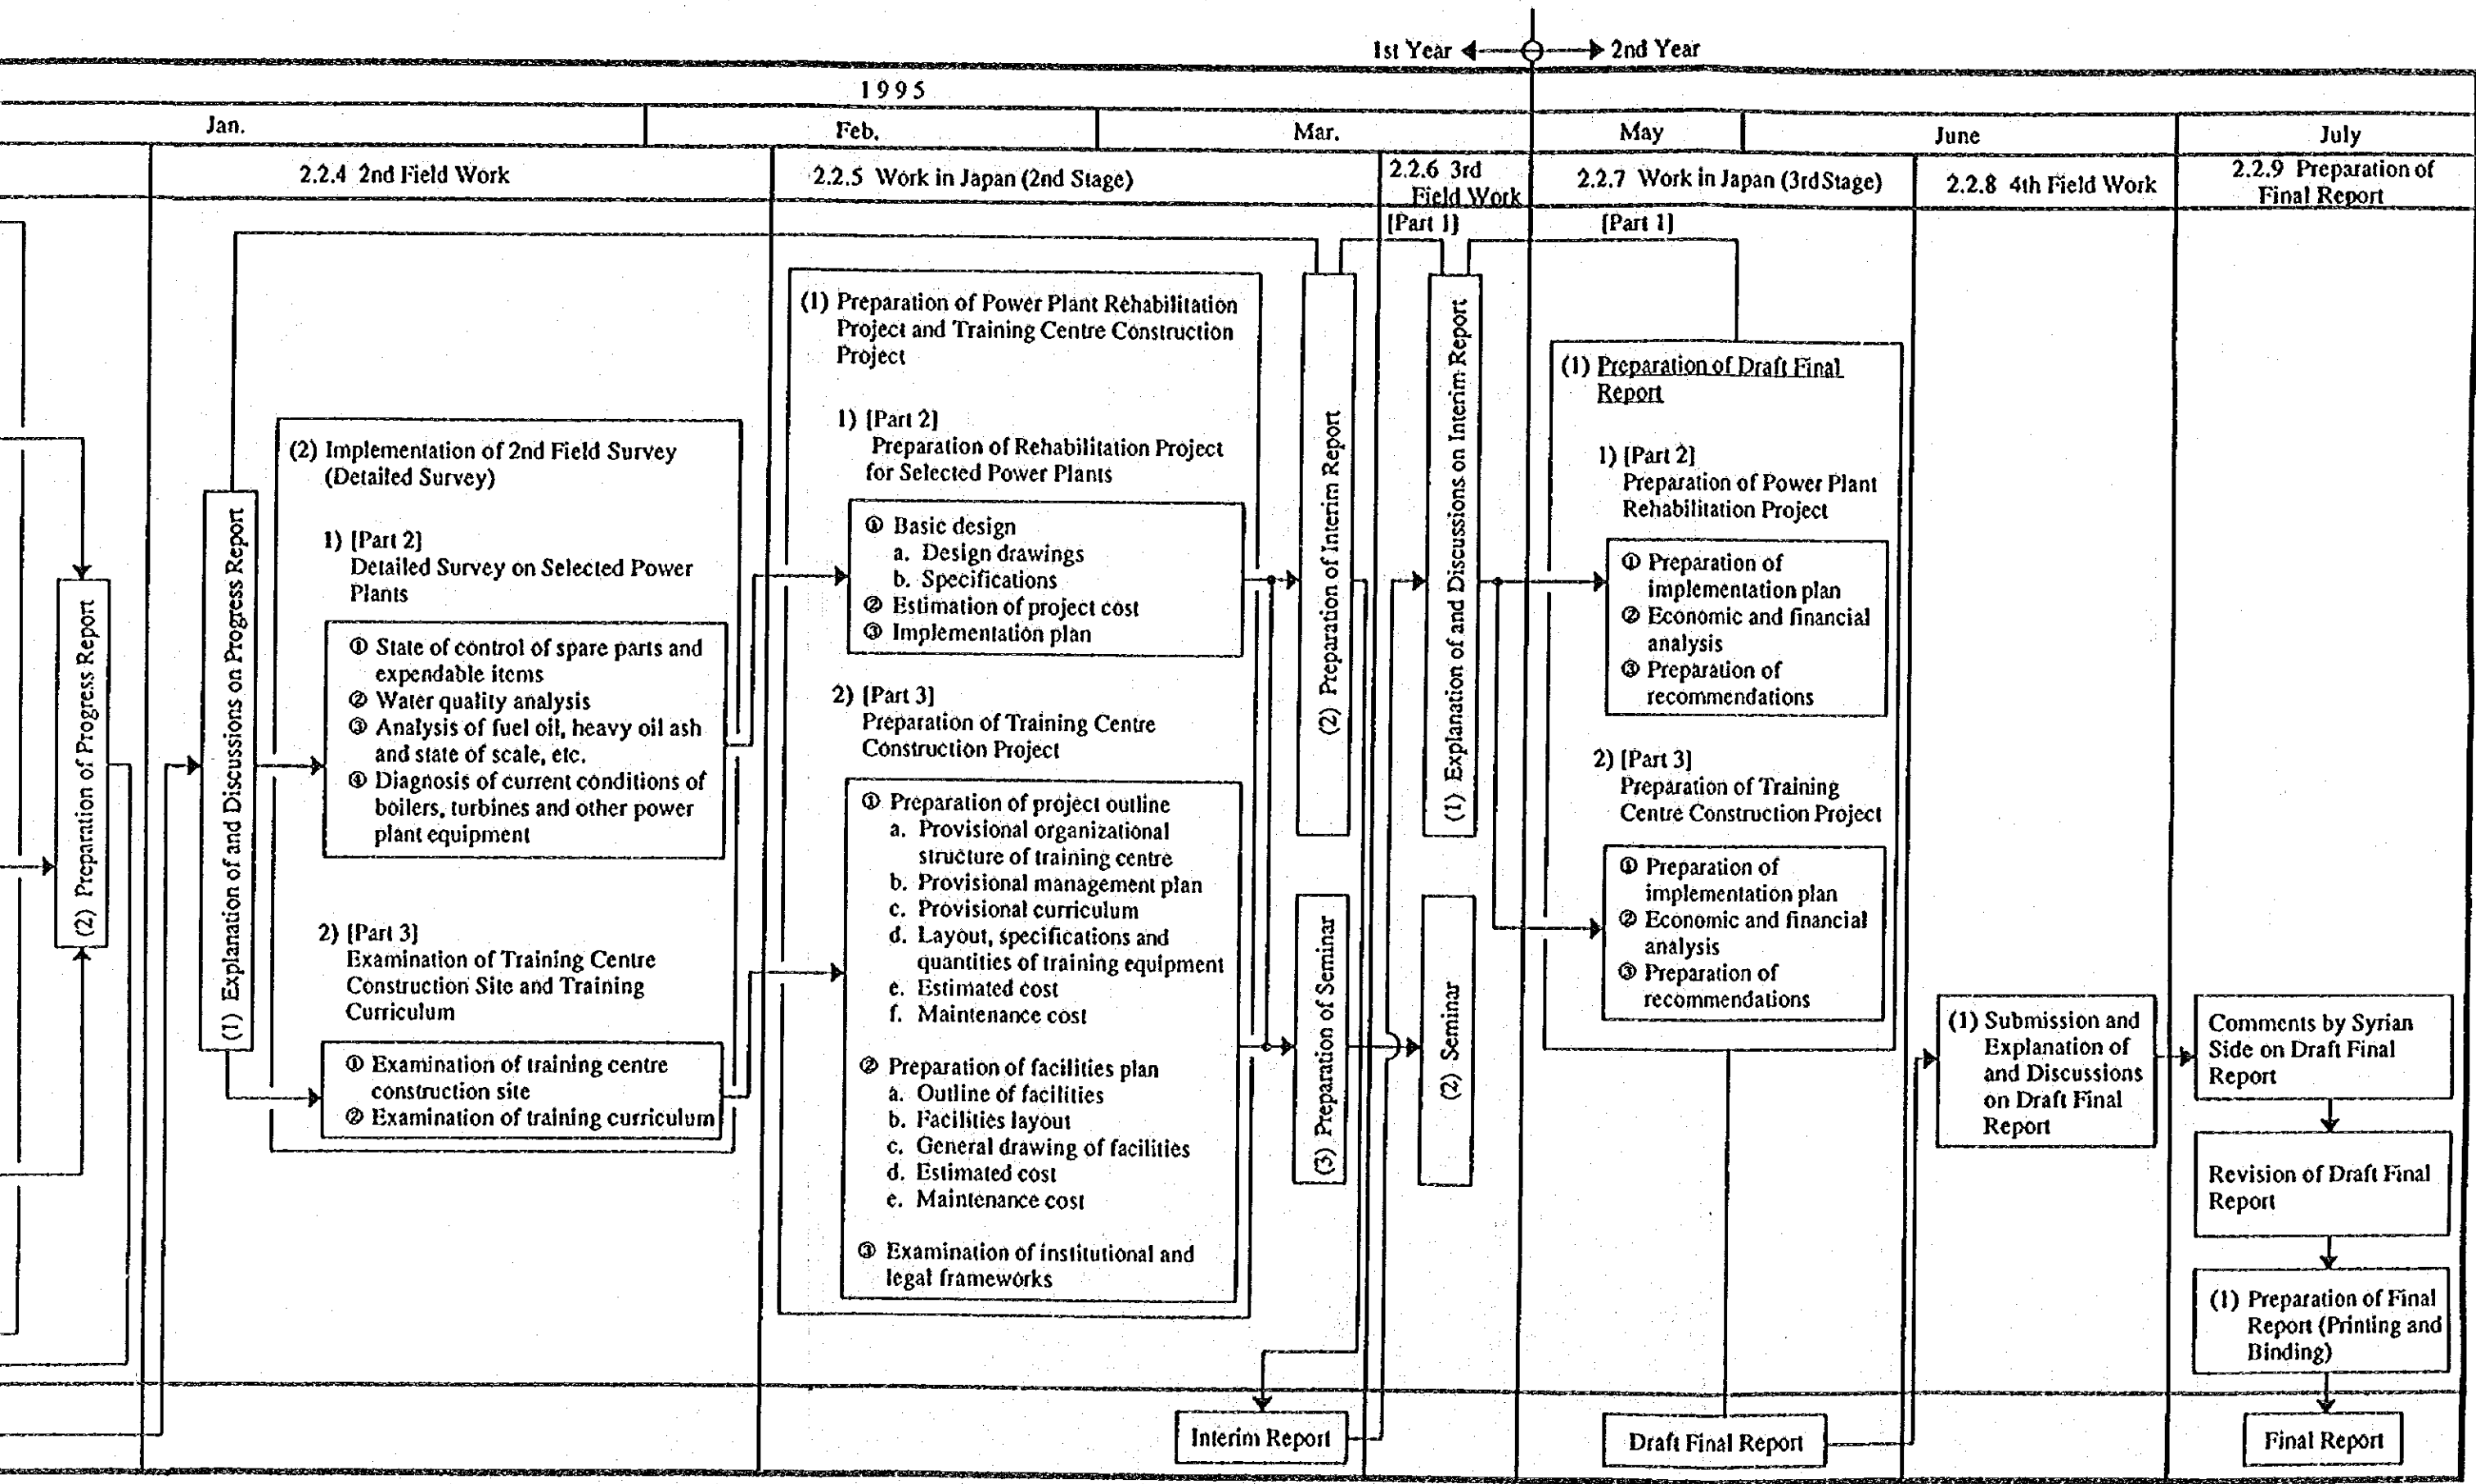 1st Year
2nd Year
1995
Jan.
Feb.
Mar.
May
June
July
2.2.4 2nd Field Work
2.2.5 Work in Japan (2nd Stage)
2.2.6 3rd
Field Work
2.2.7 Work in Japan (3rd Stage)
2.2.8 4th Field Work
2.2.9 Preparation of
Final Report
[Part 1]
[Part 1]
(2) Preparation of Progress Report
(1) Explanation of and Discussions on Progress Report
(2) Implementation of 2nd Field Survey
(Detailed Survey)
1) [Part 2]
Detailed Survey on Selected Power
Plants
① State of control of spare parts and
expendable items
② Water quality analysis
③ Analysis of fuel oil, heavy oil ash
and state of scale, etc.
④ Diagnosis of current conditions of
boilers, turbines and other power
plant equipment
2) [Part 3]
Examination of Training Centre
Construction Site and Training
Curriculum
① Examination of training centre
construction site
② Examination of training curriculum
(1) Preparation of Power Plant Rehabilitation
Project and Training Centre Construction
Project
1) [Part 2]
Preparation of Rehabilitation Project
for Selected Power Plants
① Basic design
a. Design drawings
b. Specifications
② Estimation of project cost
③ Implementation plan
2) [Part 3]
Preparation of Training Centre
Construction Project
① Preparation of project outline
a. Provisional organizational
structure of training centre
b. Provisional management plan
c. Provisional curriculum
d. Layout, specifications and
quantities of training equipment
e. Estimated cost
f. Maintenance cost
② Preparation of facilities plan
a. Outline of facilities
b. Facilities layout
c. General drawing of facilities
d. Estimated cost
e. Maintenance cost
③ Examination of institutional and
legal frameworks
(2) Preparation of Interim Report
(3) Preparation of Seminar
Interim Report
(1) Explanation of and Discussions on Interim Report
(2) Seminar
(1) Preparation of Draft Final
Report
1) [Part 2]
Preparation of Power Plant
Rehabilitation Project
① Preparation of
implementation plan
② Economic and financial
analysis
③ Preparation of
recommendations
2) [Part 3]
Preparation of Training
Centre Construction Project
① Preparation of
implementation plan
② Economic and financial
analysis
③ Preparation of
recommendations
Draft Final Report
(1) Submission and
Explanation of
and Discussions
on Draft Final
Report
Comments by Syrian
Side on Draft Final
Report
Revision of Draft Final
Report
(1) Preparation of Final
Report (Printing and
Binding)
Final Report